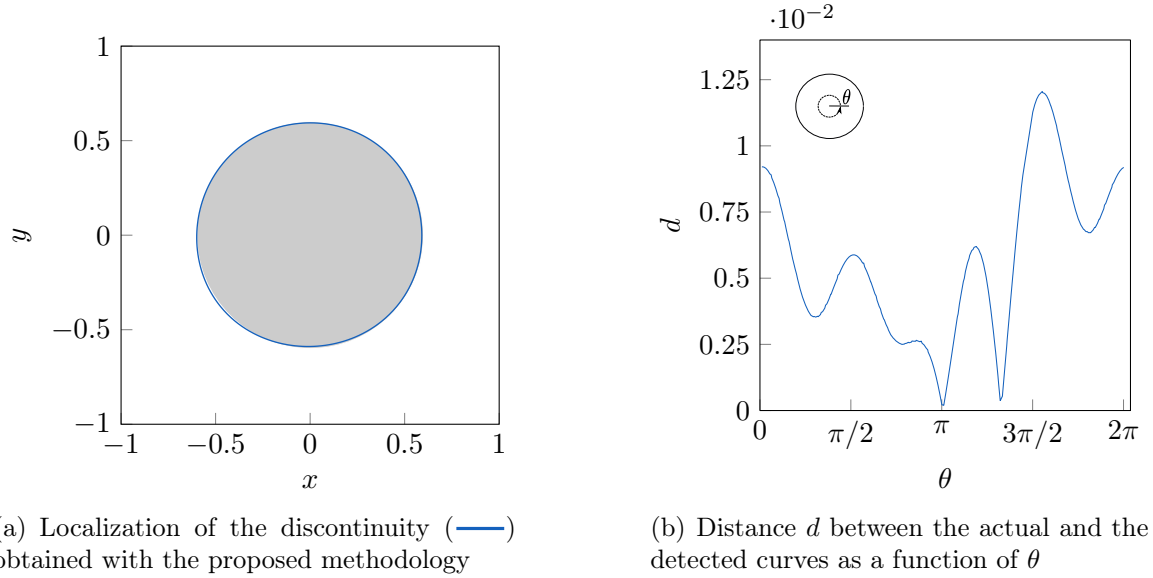 1
0.5
0
−0.5
−1
y
−1
−0.5
0
0.5
1
x
·10−2
1.25
1
0.75
0.5
0.25
0
d
θ
0
π/2
π
3π/2
2π
θ
(a) Localization of the discontinuity ( )
obtained with the proposed methodology
(b) Distance d between the actual and the
detected curves as a function of θ